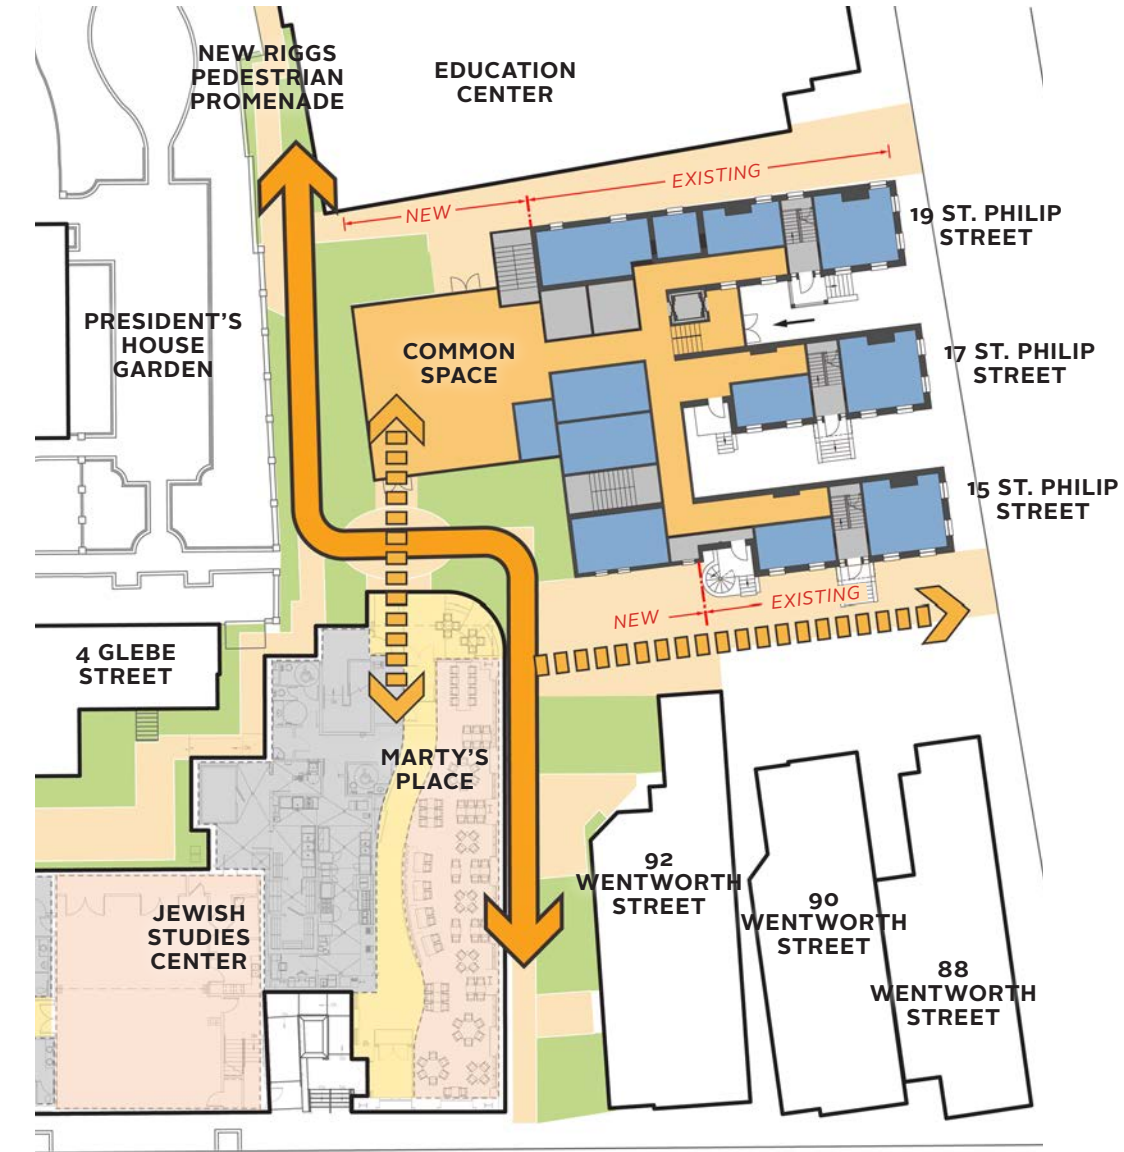 NEW RIGGS
PEDESTRIAN
PROMENADE
EDUCATION
CENTER
NEW
EXISTING
19 ST. PHILIP
STREET
PRESIDENT'S
HOUSE
GARDEN
COMMON
SPACE
17 ST. PHILIP
STREET
15 ST. PHILIP
STREET
NEW
EXISTING
4 GLEBE
STREET
MARTY'S
PLACE
92
WENTWORTH
STREET
90
WENTWORTH
STREET
88
WENTWORTH
STREET
JEWISH
STUDIES
CENTER